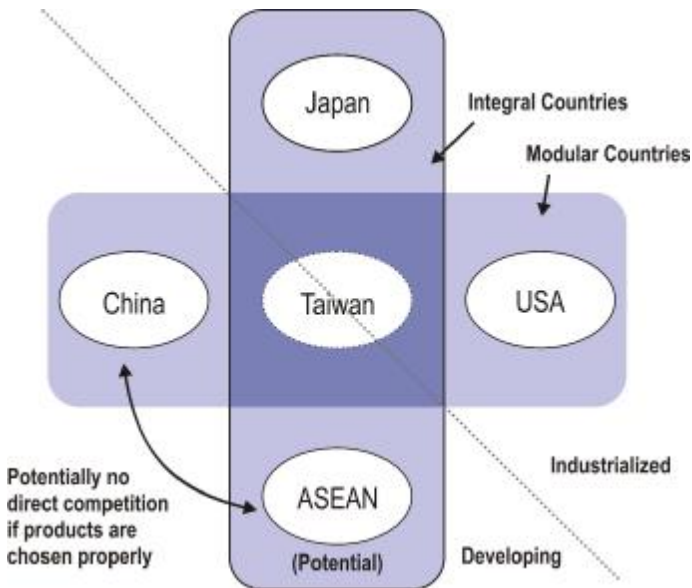 Japan
Integral Countries
Modular Countries
China
Taiwan
USA
Potentially no
direct competition
if products are
chosen properly
ASEAN
(Potential)
Industrialized
Developing